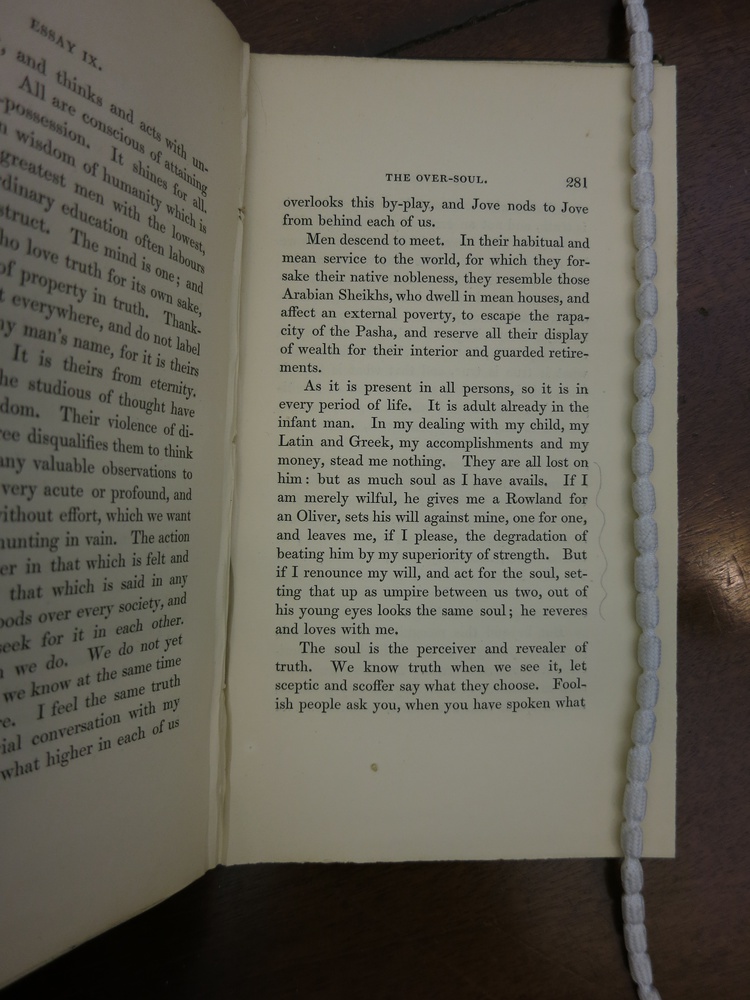 ESSAY IX.
, and thinks and acts with un-
All are conscious of attaining
-possession. It shines for all.
wisdom of humanity which is
greatest men with the lowest,
dinary education often labours
struct. The mind is one; and
ho love truth for its own sake,
of property in truth. Thank-
t everywhere, and do not label
ny man's name, for it is theirs
It is theirs from eternity.
he studious of thought have
dom. Their violence of di-
ree disqualifies them to think
any valuable observations to
very acute or profound, and
without effort, which we want
hunting in vain. The action
er in that which is felt and
that which is said in any
oods over every society, and
seek for it in each other.
we do. We do not yet
we know at the same time
e. I feel the same truth
ial conversation with my
what higher in each of us
THE OVER-SOUL. 281
overlooks this by-play, and Jove nods to Jove
from behind each of us.
Men descend to meet. In their habitual and
mean service to the world, for which they for-
sake their native nobleness, they resemble those
Arabian Sheikhs, who dwell in mean houses, and
affect an external poverty, to escape the rapa-
city of the Pasha, and reserve all their display
of wealth for their interior and guarded retire-
ments.
As it is present in all persons, so it is in
every period of life. It is adult already in the
infant man. In my dealing with my child, my
Latin and Greek, my accomplishments and my
money, stead me nothing. They are all lost on
him: but as much soul as I have avails. If I
am merely wilful, he gives me a Rowland for
an Oliver, sets his will against mine, one for one,
and leaves me, if I please, the degradation of
beating him by my superiority of strength. But
if I renounce my will, and act for the soul, set-
ting that up as umpire between us two, out of
his young eyes looks the same soul; he reveres
and loves with me.
The soul is the perceiver and revealer of
truth. We know truth when we see it, let
sceptic and scoffer say what they choose. Fool-
ish people ask you, when you have spoken what